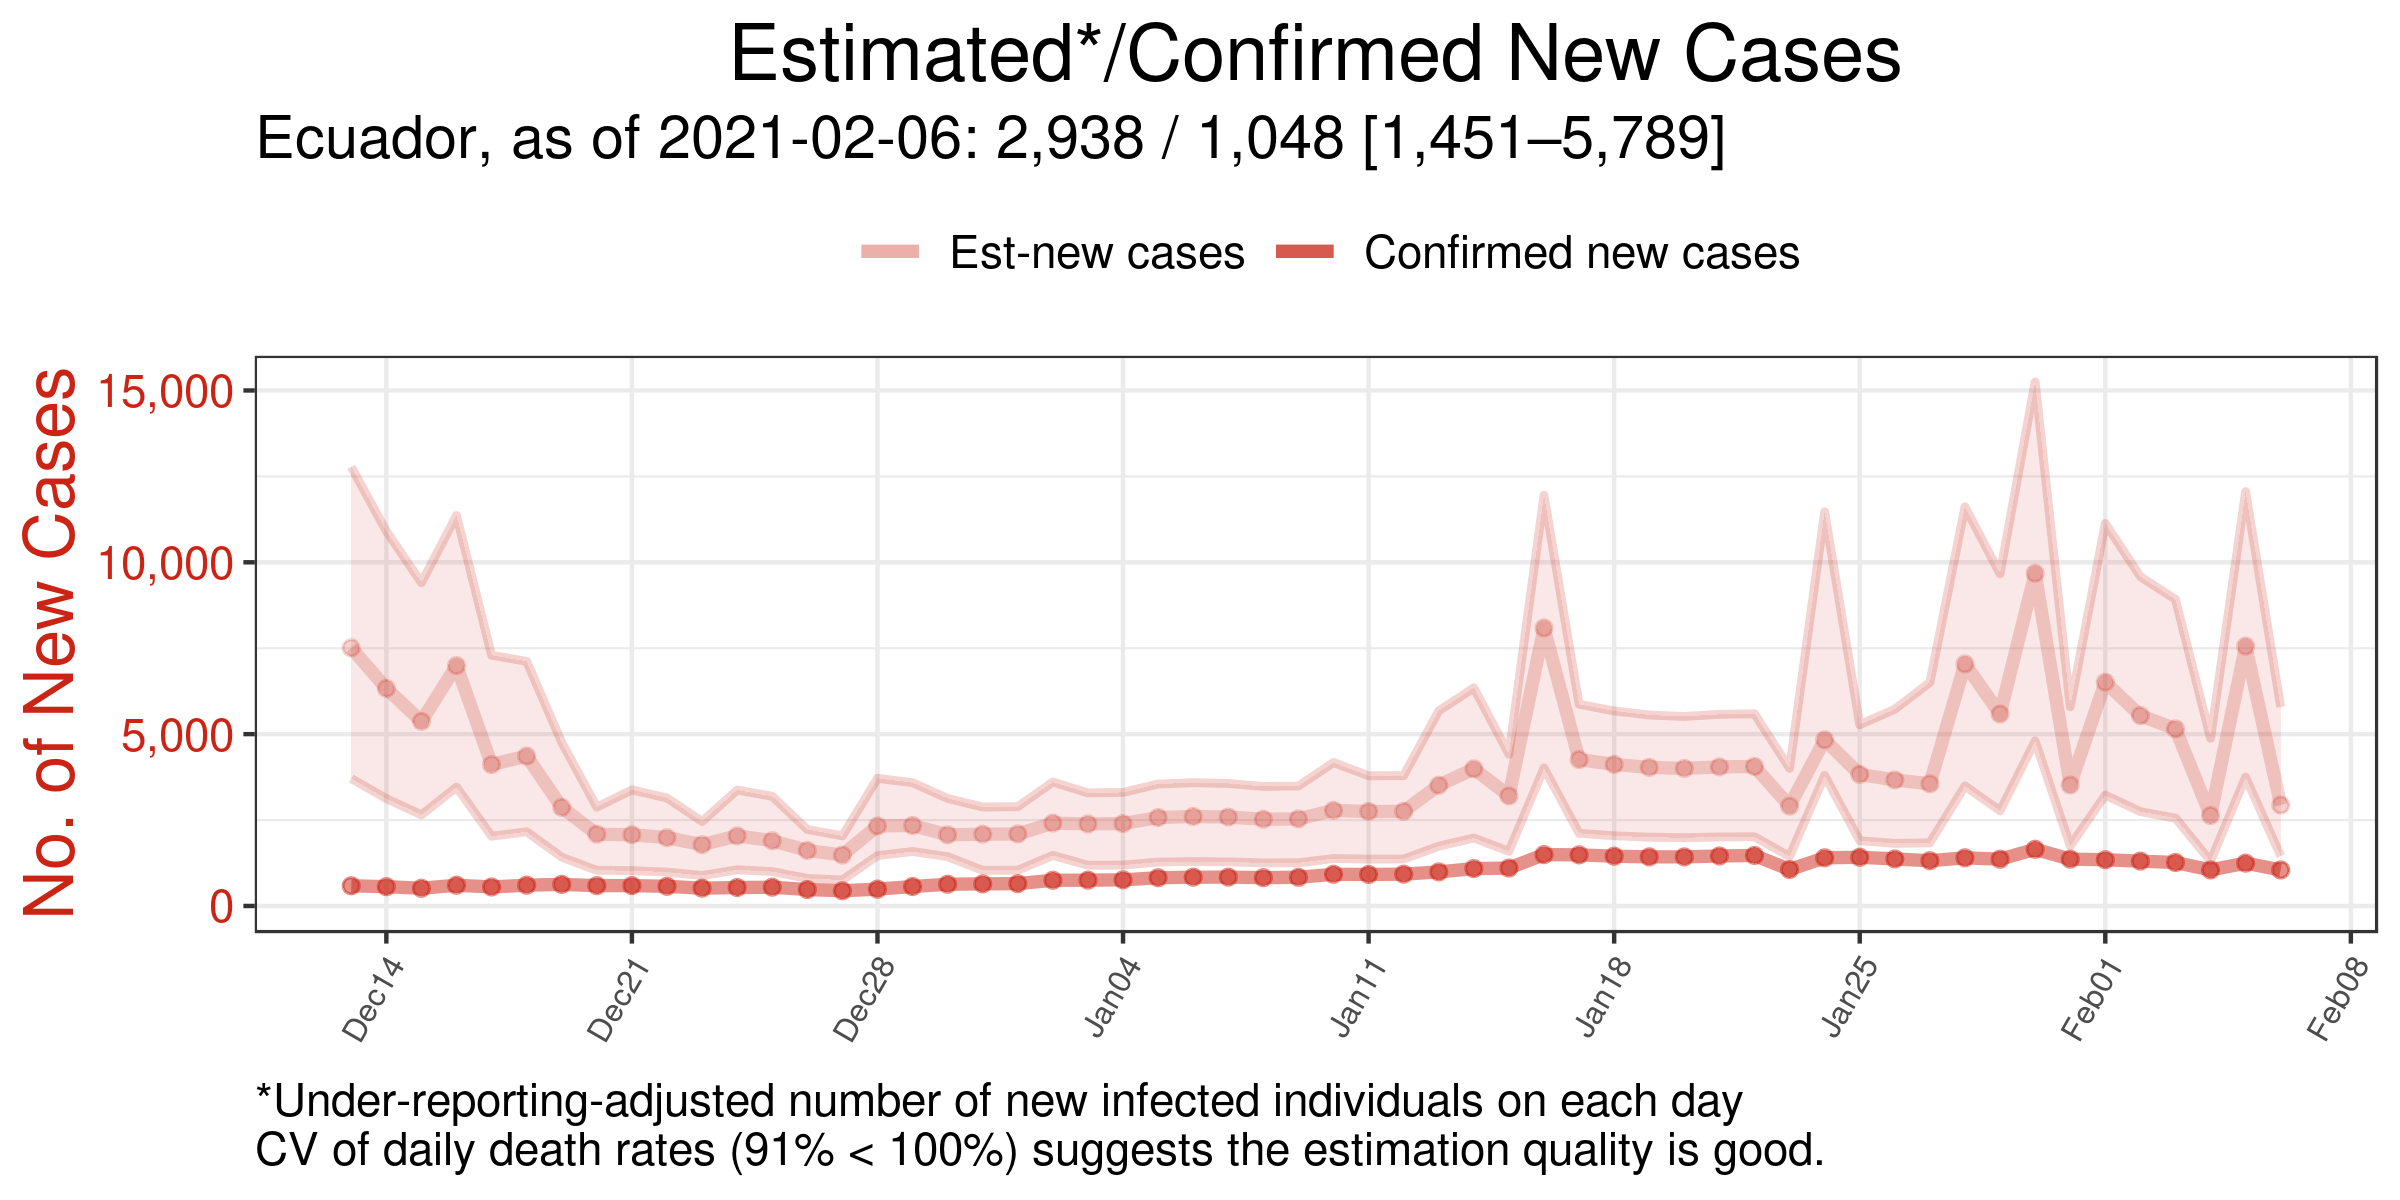 Estimated*/Confirmed New Cases
Ecuador, as of 2021-02-06: 2,938 / 1,048 [1,451–5,789]
Est-new cases
Confirmed new cases
No. of New Cases
15,000
10,000
5,000
0
Dec14
Dec21
Dec28
Jan04
Jan11
Jan18
Jan25
Feb01
Feb08
*Under-reporting-adjusted number of new infected individuals on each day
CV of daily death rates (91% < 100%) suggests the estimation quality is good.